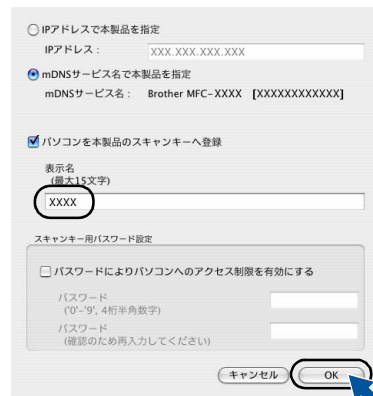 IPアドレスで本製品を指定
IPアドレス： XXX.XXX.XXX.XXX
mDNSサービス名で本製品を指定
mDNSサービス名： Brother MFC-XXXX [XXXXXXXXXXXX]
パソコンを本製品のスキャンキーへ登録
表示名
(最大15文字)
XXXX
スキャンキー用パスワード設定
パスワードによりパソコンへのアクセス制限を有効にする
パスワード
('0'-'9', 4桁半角数字)
パスワード
(確認のため再入力してください)
キャンセル OK